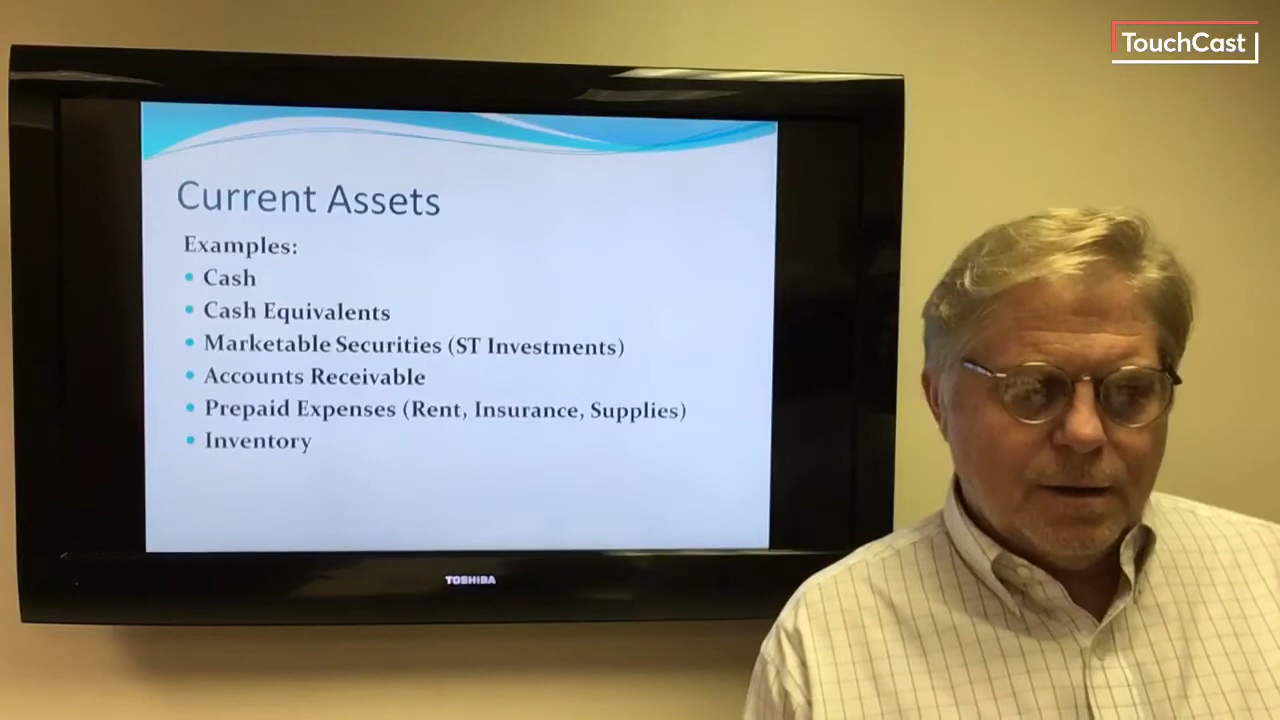 TouchCast
Current Assets
Examples:
• Cash
• Cash Equivalents
• Marketable Securities (ST Investments)
• Accounts Receivable
• Prepaid Expenses (Rent, Insurance, Supplies)
• Inventory
TOSHIBA